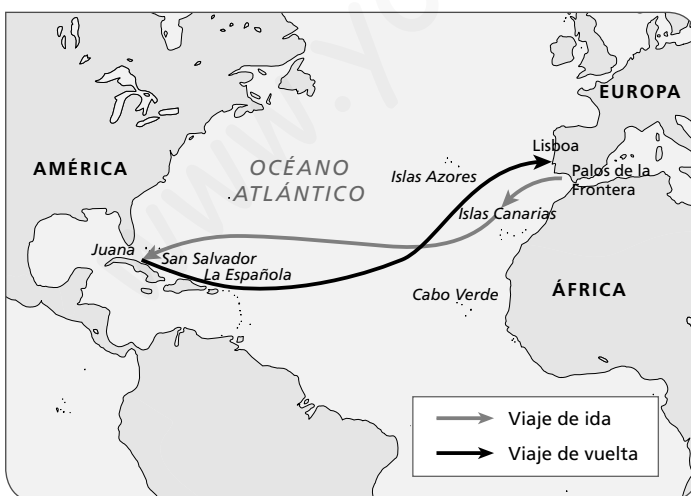 EUROPA
Lisboa
AMÉRICA
OCÉANO
ATLÁNTICO
Islas Azores
Palos de la
Frontera
Islas Canarias
Juana
San Salvador
La Española
Cabo Verde
ÁFRICA
Viaje de ida
Viaje de vuelta